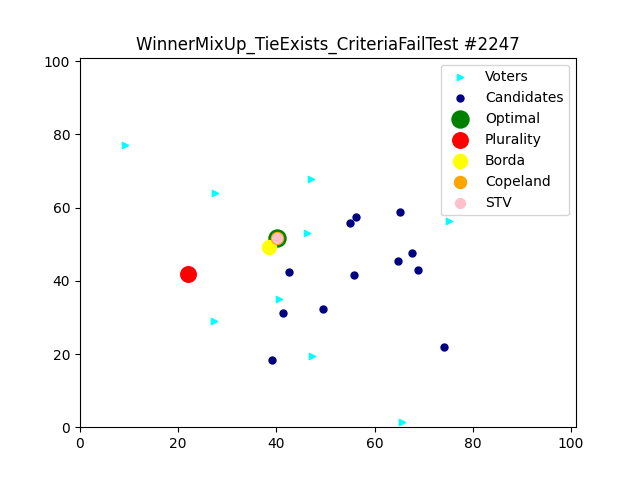 WinnerMixUp_TieExists_CriteriaFailTest #2247
100
80
60
40
20
0
0 20 40 60 80 100
Voters
Candidates
Optimal
Plurality
Borda
Copeland
STV